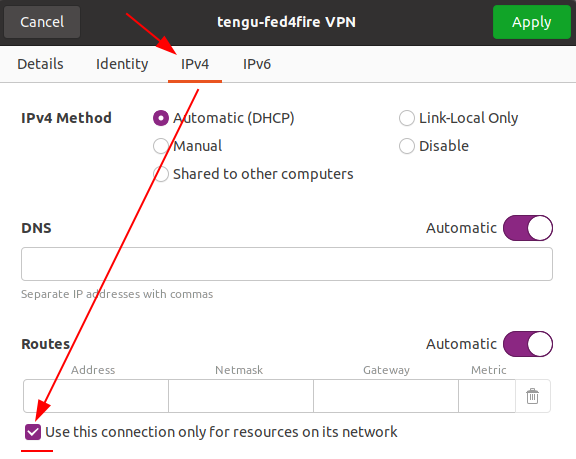 Cancel tengu-fed4fire VPN Apply
Details Identity IPv4 IPv6
IPv4 Method Automatic (DHCP) Link-Local Only
Manual Disable
Shared to other computers
DNS Automatic
Separate IP addresses with commas
Routes Automatic
Address Netmask Gateway Metric
Use this connection only for resources on its network